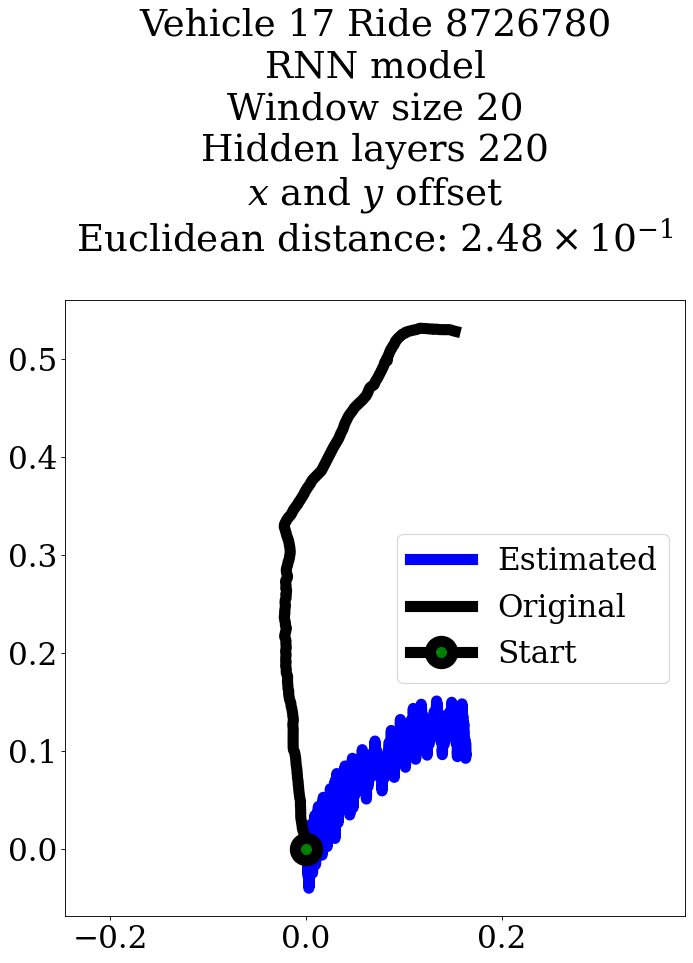 Vehicle 17 Ride 8726780
RNN model
Window size 20
Hidden layers 220
x and y offset
Euclidean distance: 2.48 × 10⁻¹
0.5
0.4
0.3
0.2
0.1
0.0
Estimated
Original
Start
−0.2 0.0 0.2